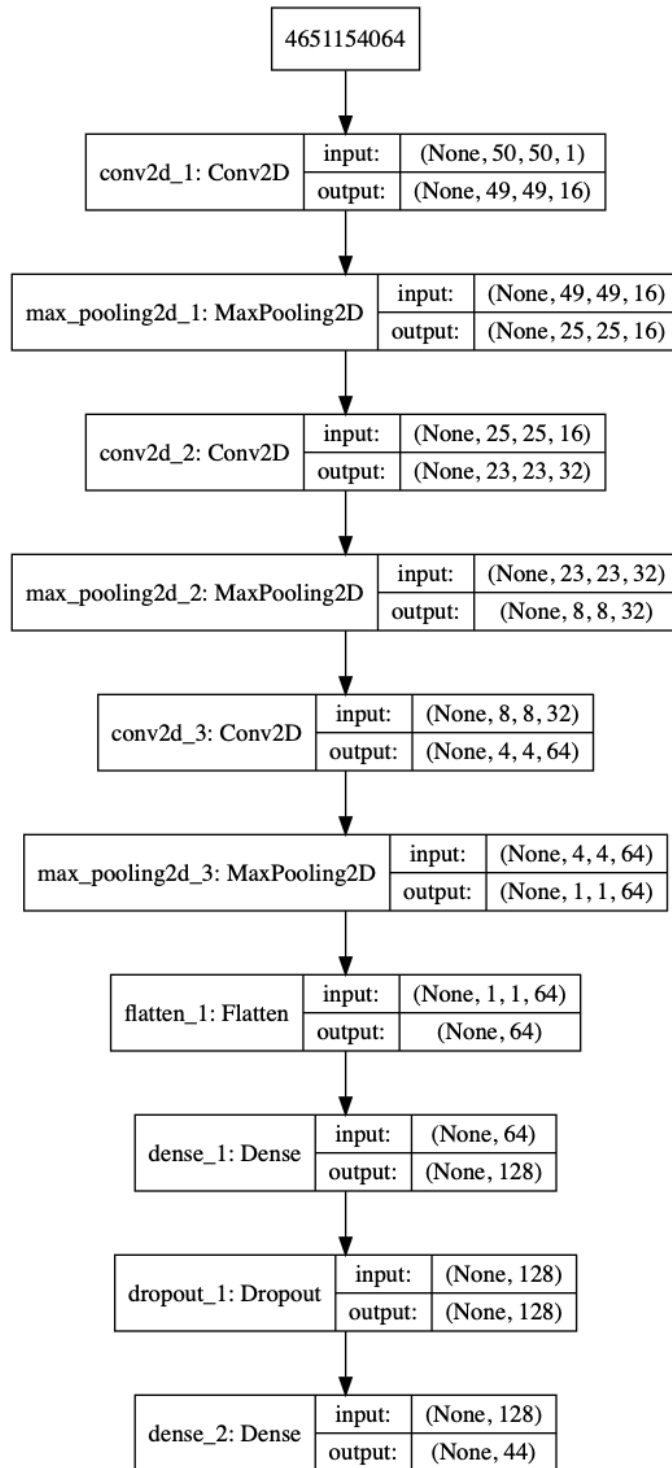 4651154064
conv2d_1: Conv2D
input: (None, 50, 50, 1)
output: (None, 49, 49, 16)
max_pooling2d_1: MaxPooling2D
input: (None, 49, 49, 16)
output: (None, 25, 25, 16)
conv2d_2: Conv2D
input: (None, 25, 25, 16)
output: (None, 23, 23, 32)
max_pooling2d_2: MaxPooling2D
input: (None, 23, 23, 32)
output: (None, 8, 8, 32)
conv2d_3: Conv2D
input: (None, 8, 8, 32)
output: (None, 4, 4, 64)
max_pooling2d_3: MaxPooling2D
input: (None, 4, 4, 64)
output: (None, 1, 1, 64)
flatten_1: Flatten
input: (None, 1, 1, 64)
output: (None, 64)
dense_1: Dense
input: (None, 64)
output: (None, 128)
dropout_1: Dropout
input: (None, 128)
output: (None, 128)
dense_2: Dense
input: (None, 128)
output: (None, 44)